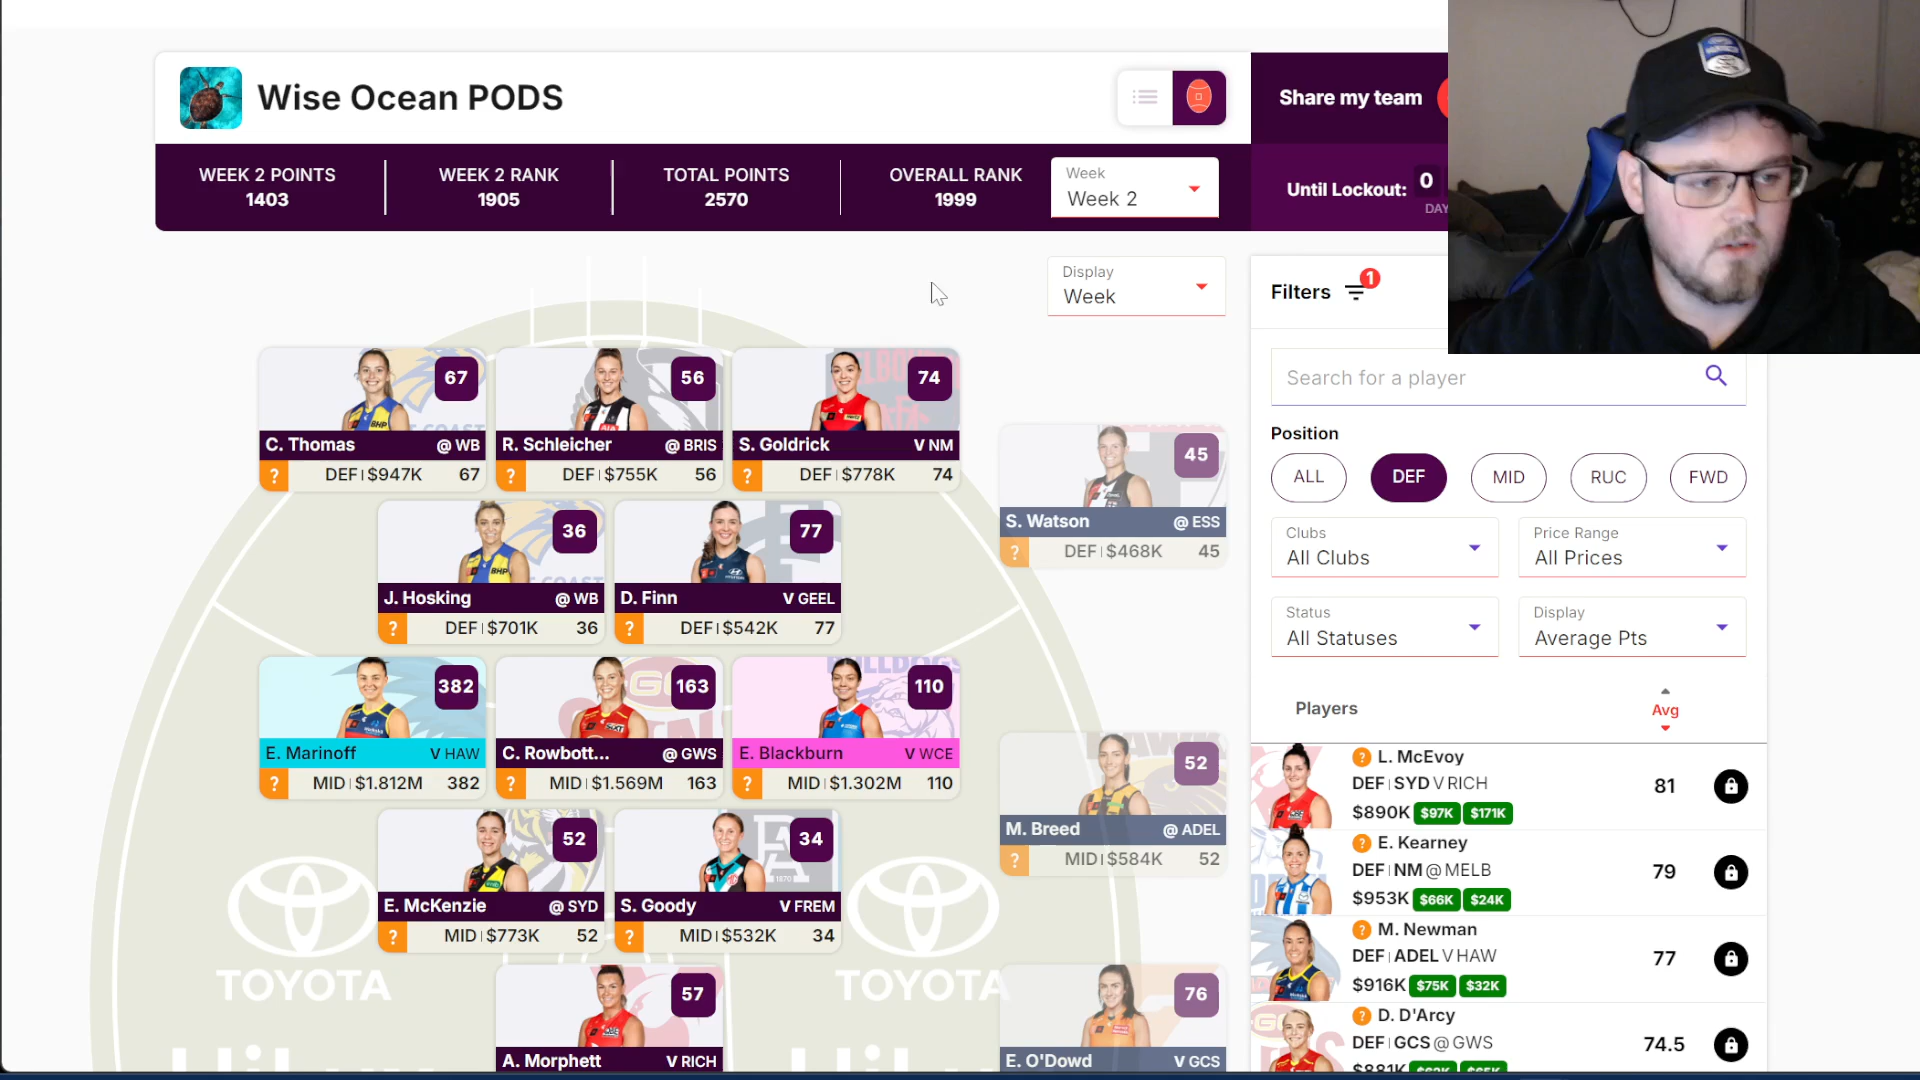 Wise Ocean PODS
Share my team
WEEK 2 POINTS
1403
WEEK 2 RANK
1905
TOTAL POINTS
2570
OVERALL RANK
1999
Week
Week 2
Until Lockout:
0
DAY
Display
Week
Filters
1
67
C. Thomas @ WB
? DEF | $947K 67
56
R. Schleicher @ BRIS
? DEF | $755K 56
74
S. Goldrick V NM
? DEF | $778K 74
45
S. Watson @ ESS
? DEF | $468K 45
36
J. Hosking @ WB
? DEF | $701K 36
77
D. Finn V GEEL
? DEF | $542K 77
382
E. Marinoff V HAW
? MID | $1.812M 382
163
C. Rowbott... @ GWS
? MID | $1.569M 163
110
E. Blackburn V WCE
? MID | $1.302M 110
52
M. Breed @ ADEL
? MID | $584K 52
52
E. McKenzie @ SYD
? MID | $773K 52
34
S. Goody V FREM
? MID | $532K 34
TOYOTA
TOYOTA
57
A. Morphett V RICH
76
E. O'Dowd V GCS
Search for a player
Position
ALL
DEF
MID
RUC
FWD
Clubs
All Clubs
Price Range
All Prices
Status
All Statuses
Display
Average Pts
Players
Avg
? L. McEvoy
DEF | SYD V RICH
$890K $97K $171K
81
? E. Kearney
DEF | NM @ MELB
$953K $66K $24K
79
? M. Newman
DEF | ADEL V HAW
$916K $75K $32K
77
? D. D'Arcy
DEF | GCS @ GWS
$881K
74.5